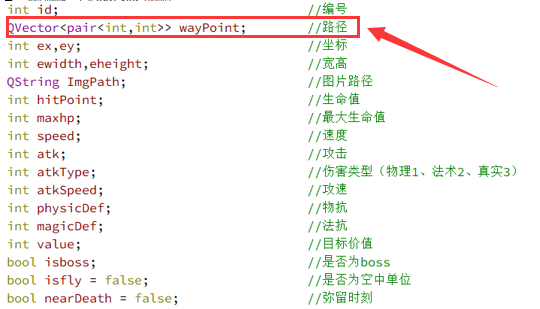 int id; //编号
QVector<pair<int,int>> wayPoint; //路径
int ex,ey; //坐标
int ewidth,eheight; //宽高
QString ImgPath; //图片路径
int hitPoint; //生命值
int maxhp; //最大生命值
int speed; //速度
int atk; //攻击
int atkType; //伤害类型（物理1、法术2、真实3）
int atkSpeed; //攻速
int physicDef; //物抗
int magicDef; //法抗
int value; //目标价值
bool isboss; //是否为boss
bool isfly = false; //是否为空中单位
bool nearDeath = false; //弥留时刻